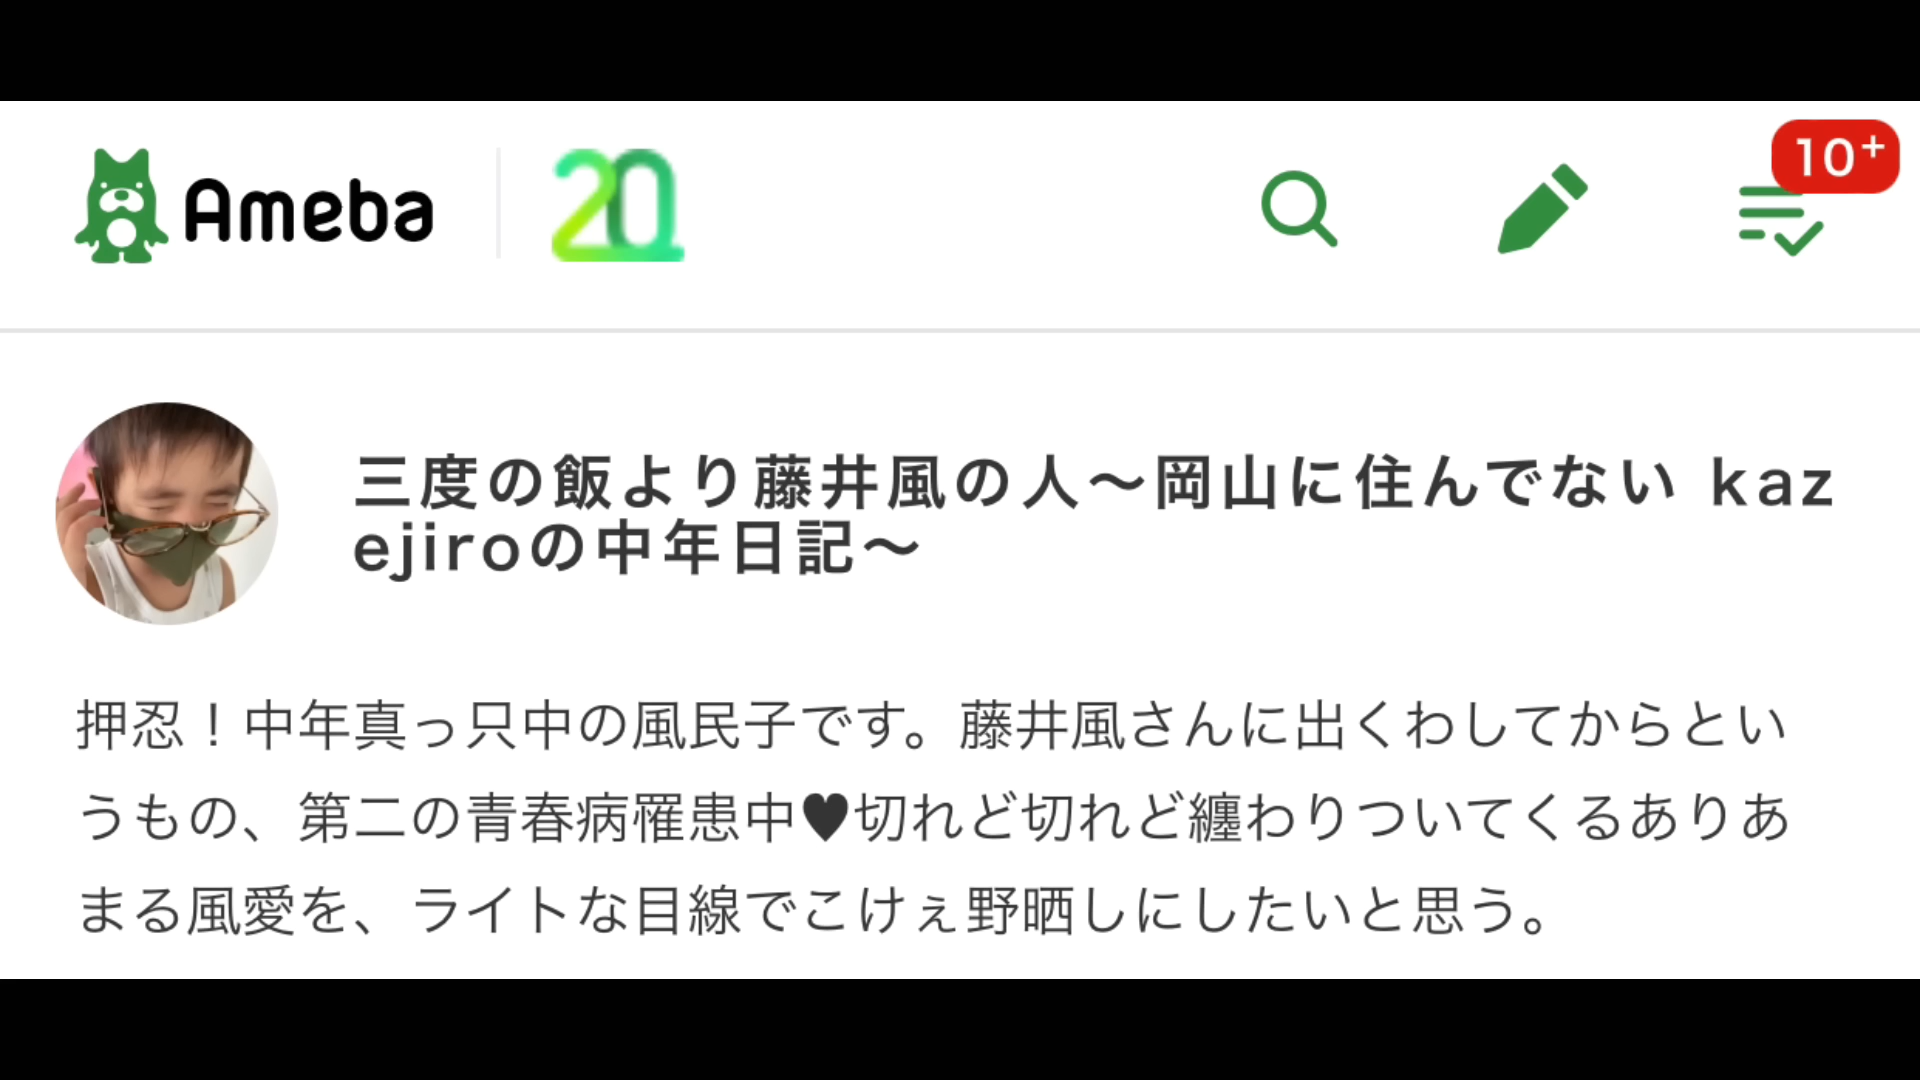 Ameba
20
10+
三度の飯より藤井風の人〜岡山に住んでない kaz
ejiroの中年日記〜
押忍！中年真っ只中の風民子です。藤井風さんに出くわしてからとい
うもの、第二の青春病罹患中♥切れど切れど纏わりついてくるありあ
まる風愛を、ライトな目線でこけぇ野晒しにしたいと思う。